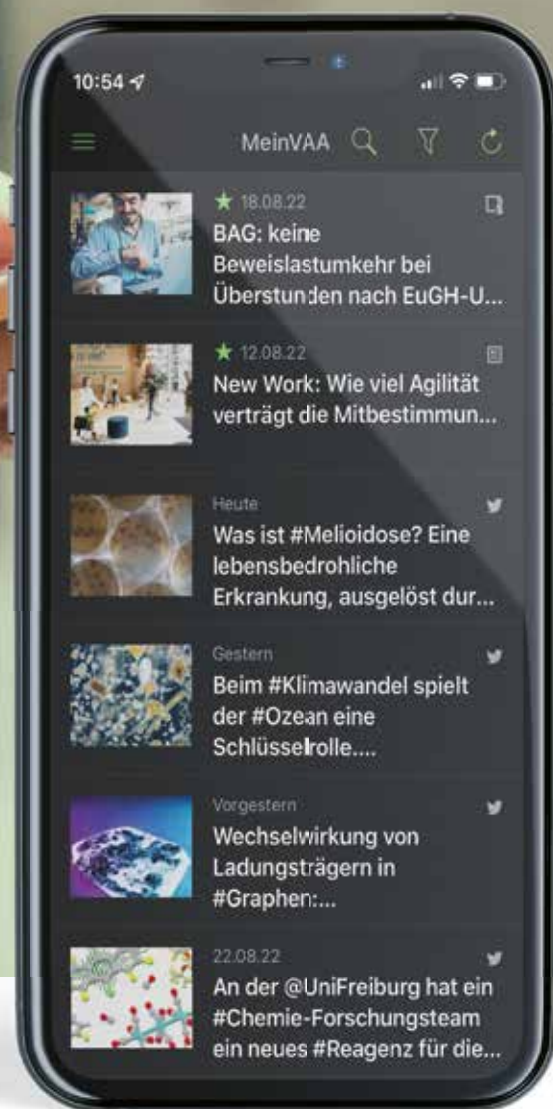 10:54
MeinVAA
18.08.22
BAG: keine
Beweislastumkehr bei
Überstunden nach EuGH-U...
12.08.22
New Work: Wie viel Agilität
verträgt die Mitbestimmun...
Heute
Was ist #Melioidose? Eine
lebensbedrohliche
Erkrankung, ausgelöst dur...
Gestern
Beim #Klimawandel spielt
der #Ozean eine
Schlüsselrolle....
Vorgestern
Wechselwirkung von
Ladungsträgern in
#Graphen:...
22.08.22
An der @UniFreiburg hat ein
#Chemie-Forschungsteam
ein neues #Reagenz für die...